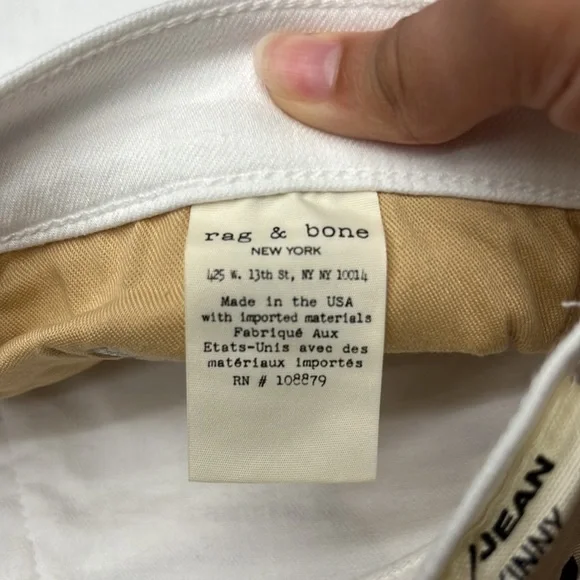 rag & bone
NEW YORK
425 W. 13th St, NY NY 10014
Made in the USA
with imported materials
Fabriqué Aux
Etats-Unis avec des
matériaux importés
RN # 108879
/JEAN